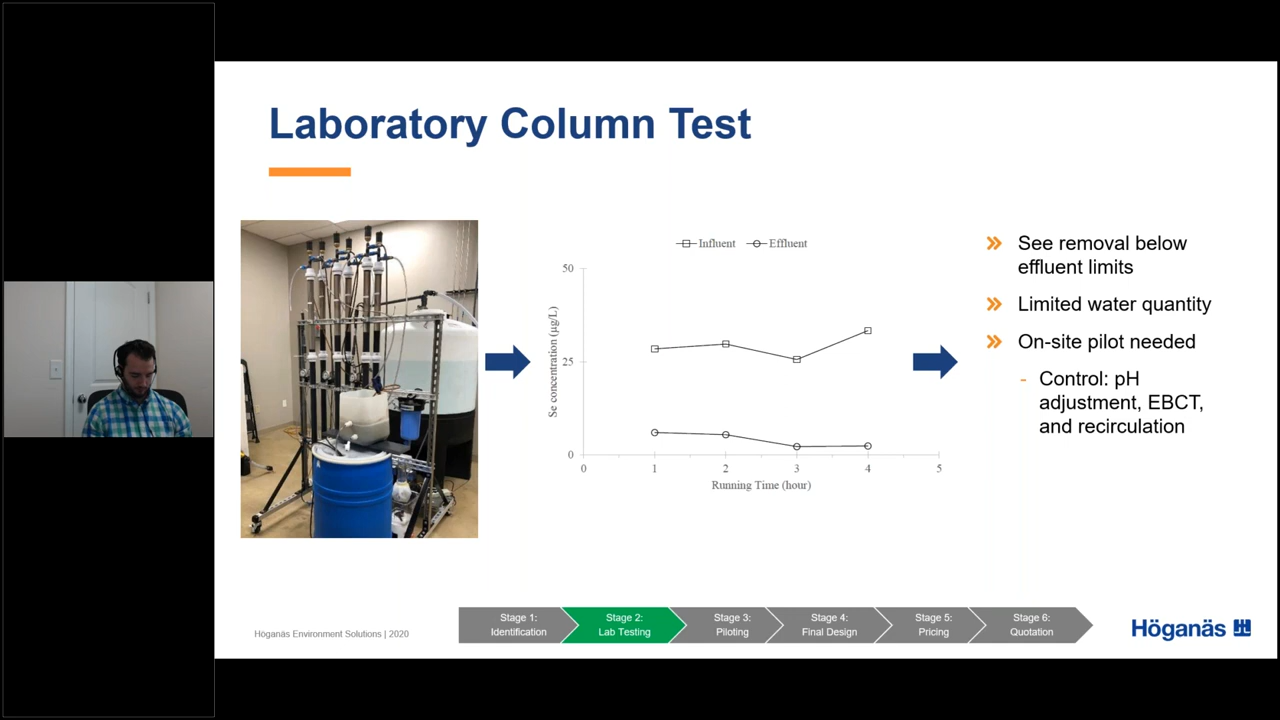 Laboratory Column Test
Influent Effluent
50
25
0
Se concentration (µg/L)
0 1 2 3 4 5
Running Time (hour)
See removal below
effluent limits
Limited water quantity
On-site pilot needed
- Control: pH
adjustment, EBCT,
and recirculation
Höganäs Environment Solutions | 2020
Stage 1:
Identification
Stage 2:
Lab Testing
Stage 3:
Piloting
Stage 4:
Final Design
Stage 5:
Pricing
Stage 6:
Quotation
Höganäs